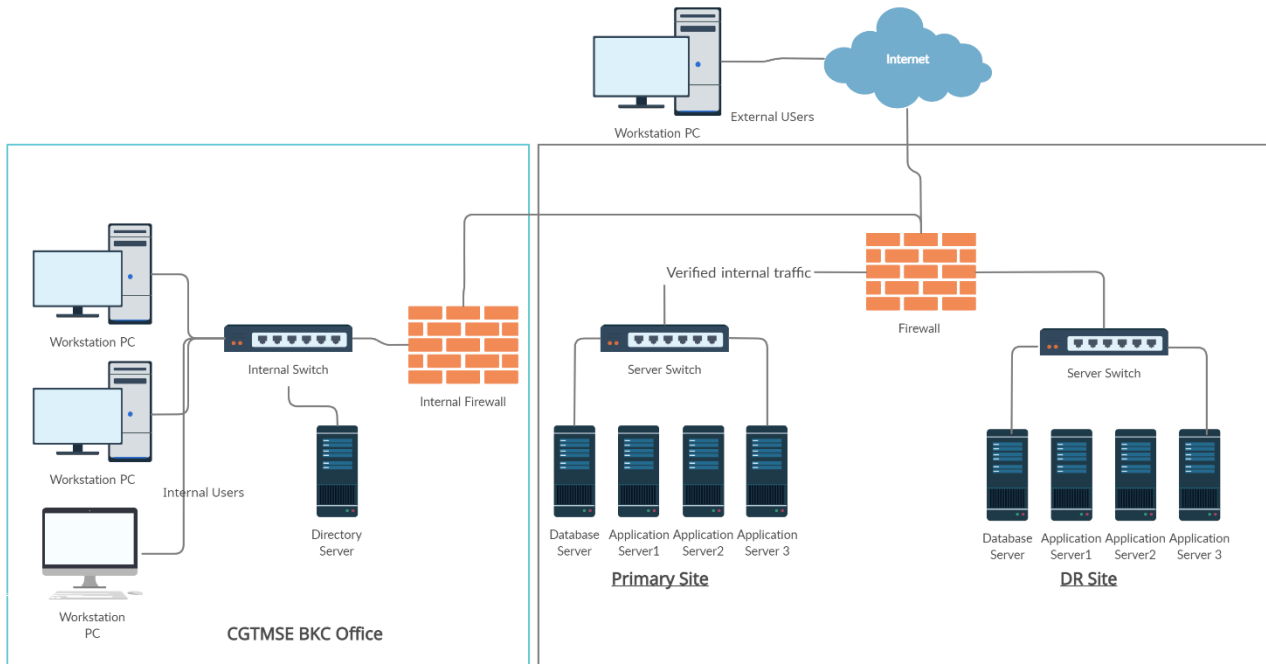 Internet
External USers
Workstation PC
Workstation PC
Workstation PC
Internal Users
Workstation
PC
Internal Switch
Directory
Server
Internal Firewall
CGTMSE BKC Office
Verified internal traffic
Firewall
Server Switch
Database
Server
Application
Server1
Application
Server2
Application
Server 3
Primary Site
Server Switch
Database
Server
Application
Server1
Application
Server2
Application
Server 3
DR Site